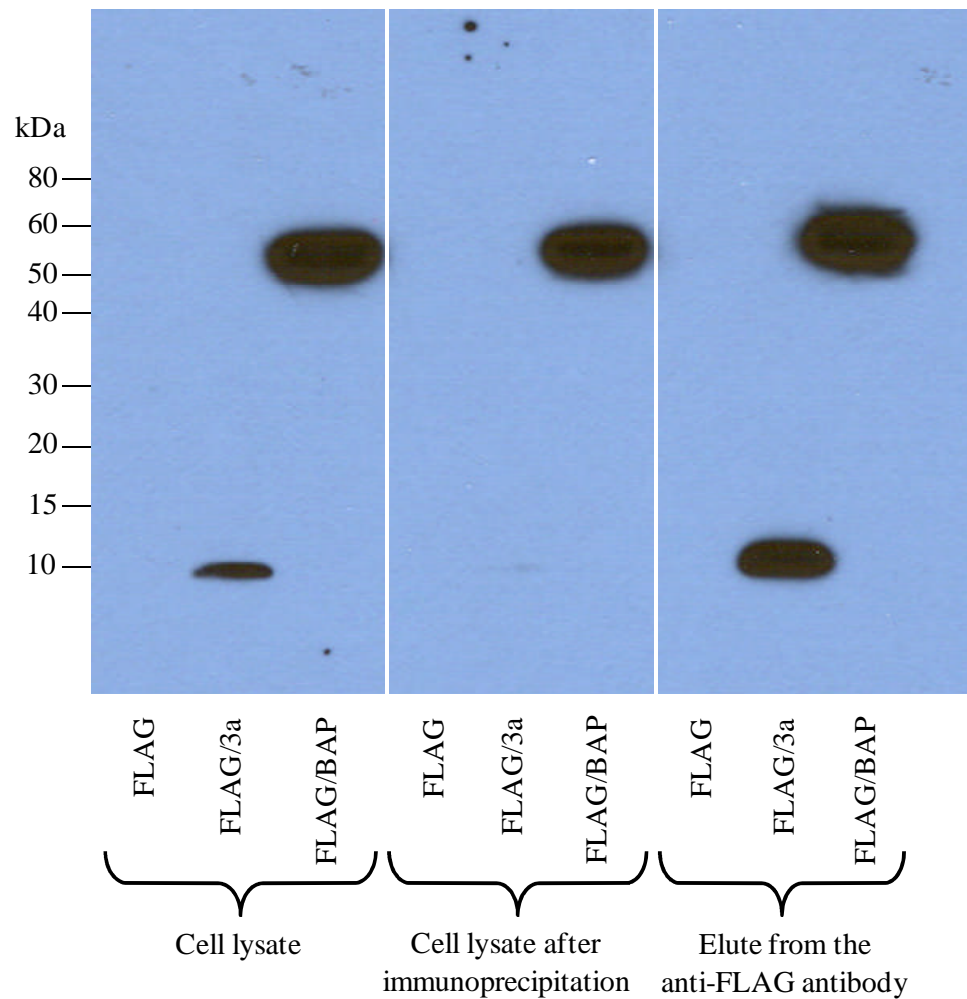 kDa
80
60
50
40
30
20
15
10
FLAG
FLAG/3a
FLAG/BAP
FLAG
FLAG/3a
FLAG/BAP
FLAG
FLAG/3a
FLAG/BAP
Cell lysate
Cell lysate after
immunoprecipitation
Elute from the
anti-FLAG antibody